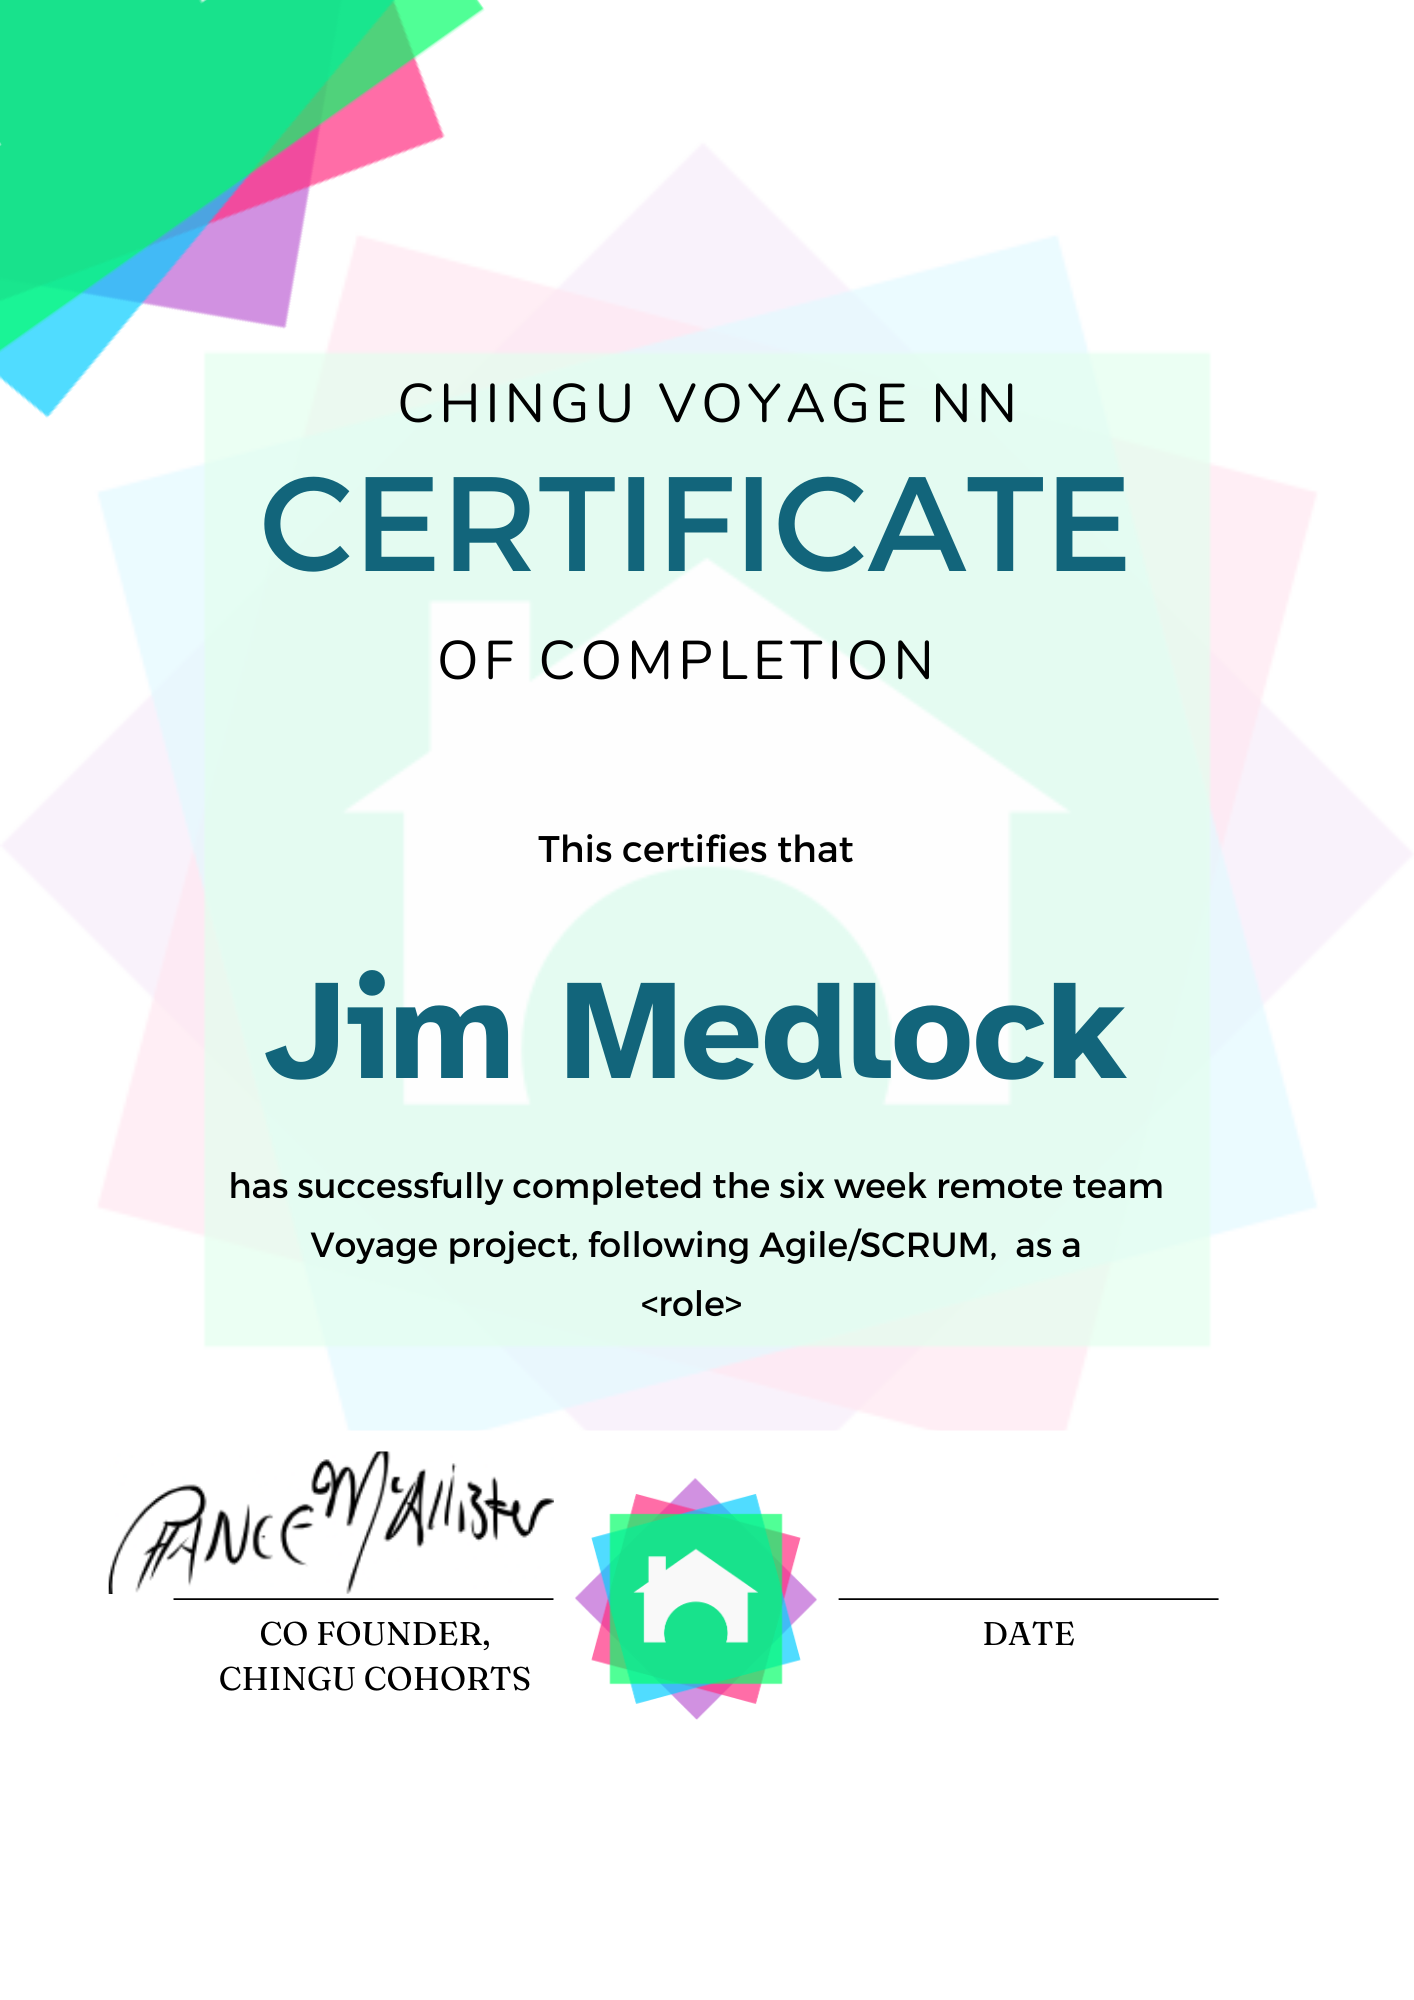 CHINGU VOYAGE NN
CERTIFICATE
OF COMPLETION
This certifies that
Jim Medlock
has successfully completed the six week remote team
Voyage project, following Agile/SCRUM,  as a
<role>
Chance McAllister
CO FOUNDER,
CHINGU COHORTS
DATE